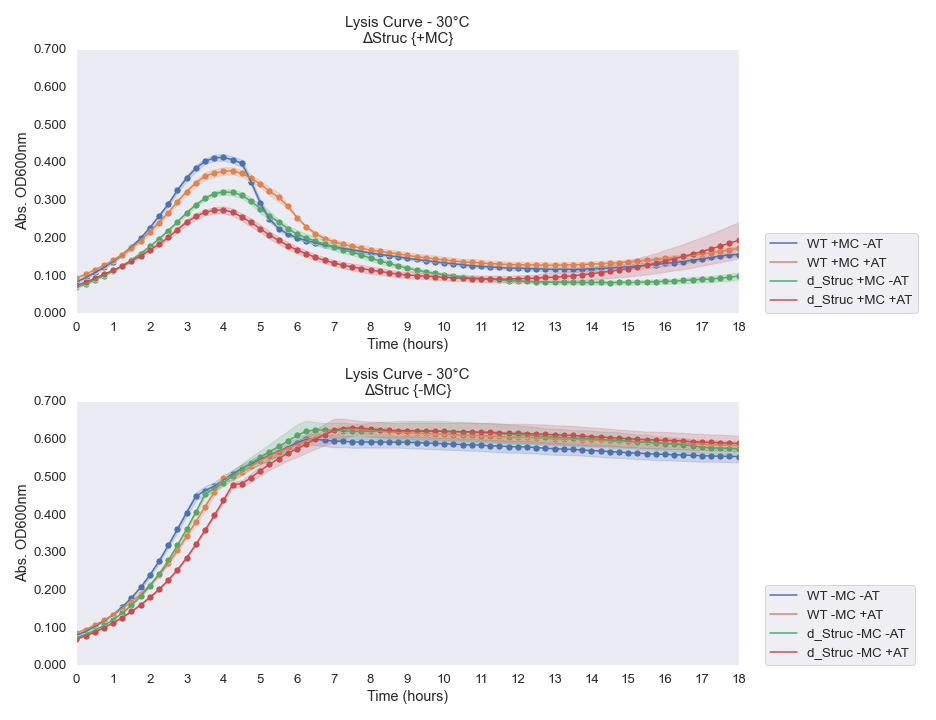 Lysis Curve - 30°C
ΔStruc {+MC}
0.700
0.600
0.500
0.400
0.300
0.200
0.100
0.000
Abs. OD600nm
0 1 2 3 4 5 6 7 8 9 10 11 12 13 14 15 16 17 18
Time (hours)
WT +MC -AT
WT +MC +AT
d_Struc +MC -AT
d_Struc +MC +AT
Lysis Curve - 30°C
ΔStruc {-MC}
0.700
0.600
0.500
0.400
0.300
0.200
0.100
0.000
Abs. OD600nm
0 1 2 3 4 5 6 7 8 9 10 11 12 13 14 15 16 17 18
Time (hours)
WT -MC -AT
WT -MC +AT
d_Struc -MC -AT
d_Struc -MC +AT